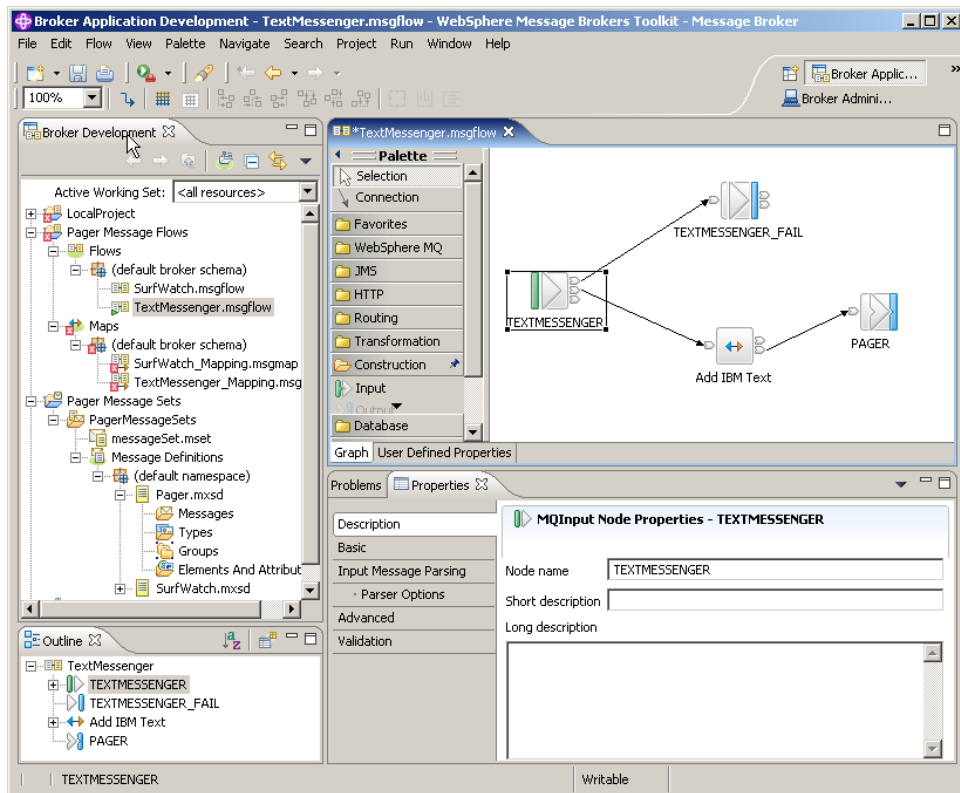 Broker Application Development - TextMessenger.msgflow - WebSphere Message Brokers Toolkit - Message Broker
File Edit Flow View Palette Navigate Search Project Run Window Help
Broker Applic...
»
100%
Broker Admini...
Broker Development
Active Working Set: <all resources>
LocalProject
Pager Message Flows
Flows
(default broker schema)
SurfWatch.msgflow
TextMessenger.msgflow
Maps
(default broker schema)
SurfWatch_Mapping.msgmap
TextMessenger_Mapping.msg
Pager Message Sets
PagerMessageSets
messageSet.mset
Message Definitions
(default namespace)
Pager.mxsd
Messages
Types
Groups
Elements And Attribut
SurfWatch.mxsd
Outline
TextMessenger
TEXTMESSENGER
TEXTMESSENGER_FAIL
Add IBM Text
PAGER
*TextMessenger.msgflow
Palette
Selection
Connection
Favorites
WebSphere MQ
JMS
HTTP
Routing
Transformation
Construction
Input
Output
Database
TEXTMESSENGER_FAIL
TEXTMESSENGER
PAGER
Add IBM Text
Graph User Defined Properties
Problems Properties
Description
Basic
Input Message Parsing
· Parser Options
Advanced
Validation
MQInput Node Properties - TEXTMESSENGER
Node name TEXTMESSENGER
Short description
Long description
TEXTMESSENGER
Writable